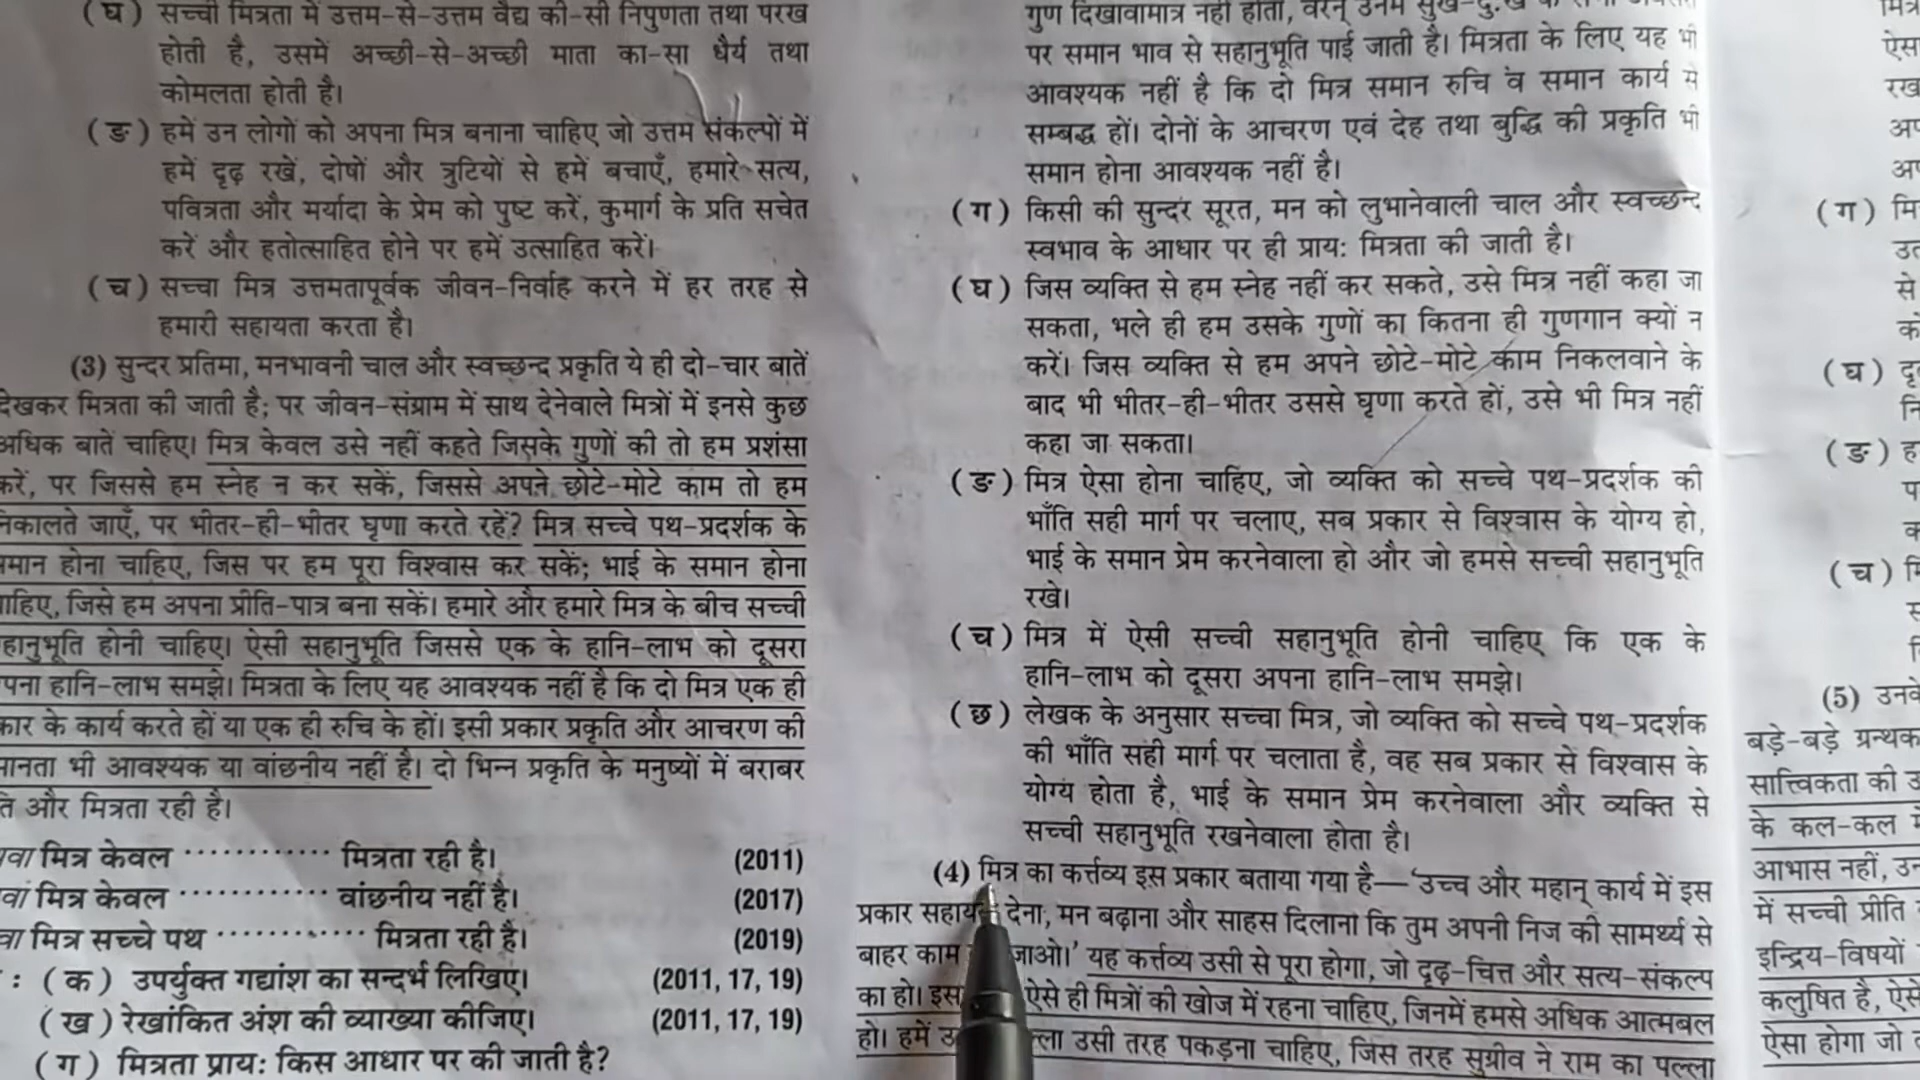 (घ) सच्ची मित्रता में उत्तम-से-उत्तम वैद्य की-सी निपुणता तथा परख
होती है, उसमें अच्छी-से-अच्छी माता का-सा धैर्य तथा
कोमलता होती है।
(ङ) हमें उन लोगों को अपना मित्र बनाना चाहिए जो उत्तम संकल्पों में
हमें दृढ़ रखें, दोषों और त्रुटियों से हमें बचाएँ, हमारे सत्य,
पवित्रता और मर्यादा के प्रेम को पुष्ट करें, कुमार्ग के प्रति सचेत
करें और हतोत्साहित होने पर हमें उत्साहित करें।
(च) सच्चा मित्र उत्तमतापूर्वक जीवन-निर्वाह करने में हर तरह से
हमारी सहायता करता है।
(3) सुन्दर प्रतिमा, मनभावनी चाल और स्वच्छन्द प्रकृति ये ही दो-चार बातें
देखकर मित्रता की जाती है; पर जीवन-संग्राम में साथ देनेवाले मित्रों में इनसे कुछ
अधिक बातें चाहिए। मित्र केवल उसे नहीं कहते जिसके गुणों की तो हम प्रशंसा
करें, पर जिससे हम स्नेह न कर सकें, जिससे अपने छोटे-मोटे काम तो हम
निकालते जाएँ, पर भीतर-ही-भीतर घृणा करते रहें? मित्र सच्चे पथ-प्रदर्शक के
समान होना चाहिए, जिस पर हम पूरा विश्वास कर सकें; भाई के समान होना
चाहिए, जिसे हम अपना प्रीति-पात्र बना सकें। हमारे और हमारे मित्र के बीच सच्ची
सहानुभूति होनी चाहिए। ऐसी सहानुभूति जिससे एक के हानि-लाभ को दूसरा
अपना हानि-लाभ समझे। मित्रता के लिए यह आवश्यक नहीं है कि दो मित्र एक ही
प्रकार के कार्य करते हों या एक ही रुचि के हों। इसी प्रकार प्रकृति और आचरण की
समानता भी आवश्यक या वांछनीय नहीं है। दो भिन्न प्रकृति के मनुष्यों में बराबर
और मित्रता रही है।
मित्र केवल ............ मित्रता रही है। (2011)
मित्र केवल ............ वांछनीय नहीं है। (2017)
मित्र सच्चे पथ ............ मित्रता रही है। (2019)
: (क) उपर्युक्त गद्यांश का सन्दर्भ लिखिए। (2011, 17, 19)
(ख) रेखांकित अंश की व्याख्या कीजिए। (2011, 17, 19)
(ग) मित्रता प्रायः किस आधार पर की जाती है?
गुण दिखावामात्र नहीं होता, वरन् उनमें सुख-दुःख
पर समान भाव से सहानुभूति पाई जाती है। मित्रता के लिए यह भी
आवश्यक नहीं है कि दो मित्र समान रुचि व समान कार्य से
सम्बद्ध हों। दोनों के आचरण एवं देह तथा बुद्धि की प्रकृति भी
समान होना आवश्यक नहीं है।
(ग) किसी की सुन्दर सूरत, मन को लुभानेवाली चाल और स्वच्छन्द
स्वभाव के आधार पर ही प्रायः मित्रता की जाती है।
(घ) जिस व्यक्ति से हम स्नेह नहीं कर सकते, उसे मित्र नहीं कहा जा
सकता, भले ही हम उसके गुणों का कितना ही गुणगान क्यों न
करें। जिस व्यक्ति से हम अपने छोटे-मोटे काम निकलवाने के
बाद भी भीतर-ही-भीतर उससे घृणा करते हों, उसे भी मित्र नहीं
कहा जा सकता।
(ङ) मित्र ऐसा होना चाहिए, जो व्यक्ति को सच्चे पथ-प्रदर्शक की
भाँति सही मार्ग पर चलाए, सब प्रकार से विश्वास के योग्य हो,
भाई के समान प्रेम करनेवाला हो और जो हमसे सच्ची सहानुभूति
रखे।
(च) मित्र में ऐसी सच्ची सहानुभूति होनी चाहिए कि एक के
हानि-लाभ को दूसरा अपना हानि-लाभ समझे।
(छ) लेखक के अनुसार सच्चा मित्र, जो व्यक्ति को सच्चे पथ-प्रदर्शक
की भाँति सही मार्ग पर चलाता है, वह सब प्रकार से विश्वास के
योग्य होता है, भाई के समान प्रेम करनेवाला और व्यक्ति से
सच्ची सहानुभूति रखनेवाला होता है।
(4) मित्र का कर्त्तव्य इस प्रकार बताया गया है— 'उच्च और महान् कार्य में इस
प्रकार सहायता देना, मन बढ़ाना और साहस दिलाना कि तुम अपनी निज की सामर्थ्य से
बाहर काम जाओ।' यह कर्त्तव्य उसी से पूरा होगा, जो दृढ़-चित्त और सत्य-संकल्प
का हो। ऐसे ही मित्रों की खोज में रहना चाहिए, जिनमें हमसे अधिक आत्मबल
हो। हमें उसी तरह पकड़ना चाहिए, जिस तरह सुग्रीव ने राम का पल्ला
(ग)
(घ)
(ङ)
(च)
(5) उनके
बड़े-बड़े
सात्त्विकता की
के कल-कल
आभास नहीं,
में सच्ची प्रीति
इन्द्रिय-विषयों
कलुषित है, ऐसे
ऐसा होगा जो